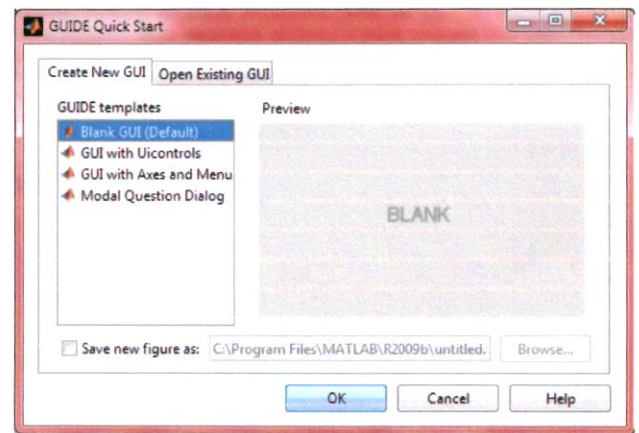 GUIDE Quick Start
Create New GUI Open Existing GUI
GUIDE templates Preview
Blank GUI (Default)
GUI with Uicontrols
GUI with Axes and Menu
Modal Question Dialog
BLANK
Save new figure as: C:\Program Files\MATLAB\R2009b\untitled. Browse...
OK Cancel Help